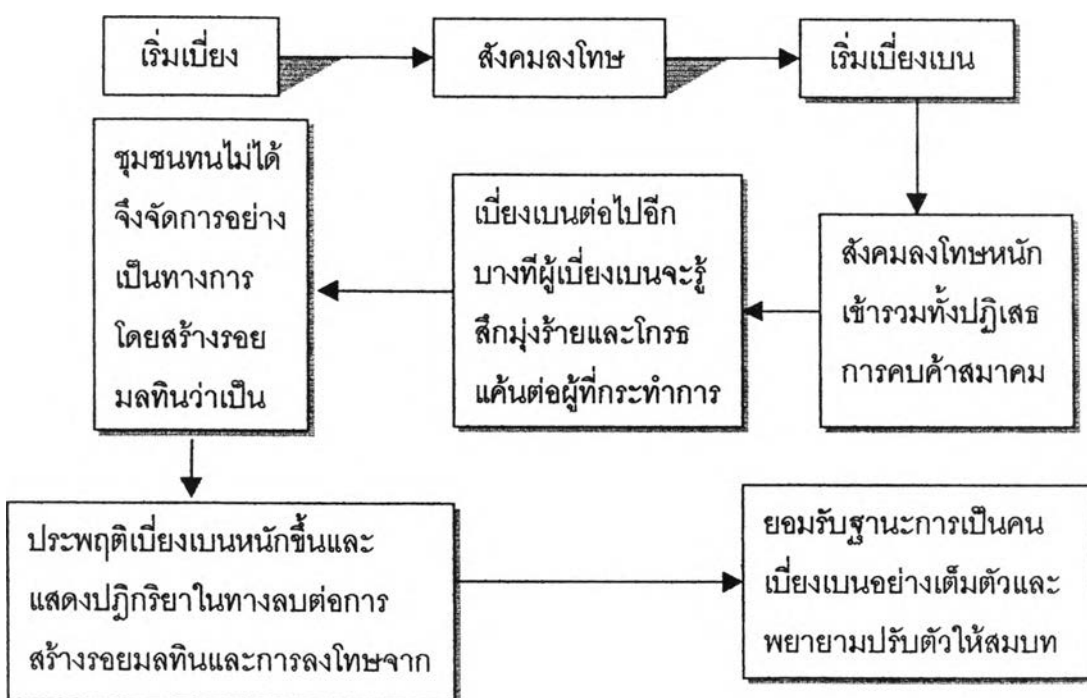 เริ่มเบี่ยง
สังคมลงโทษ
เริ่มเบี่ยงเบน
สังคมลงโทษหนัก
เข้ารวมทั้งปฏิเสธ
การคบค้าสมาคม
เบี่ยงเบนต่อไปอีก
บางทีผู้เบี่ยงเบนจะรู้
สึกมุ่งร้ายและโกรธ
แค้นต่อผู้ที่กระทำการ
ชุมชนทนไม่ได้
จึงจัดการอย่าง
เป็นทางการ
โดยสร้างรอย
มลทินว่าเป็น
ประพฤติเบี่ยงเบนหนักขึ้นและ
แสดงปฏิกริยาในทางลบต่อการ
สร้างรอยมลทินและการลงโทษจาก
ยอมรับฐานะการเป็นคน
เบี่ยงเบนอย่างเต็มตัวและ
พยายามปรับตัวให้สมบท